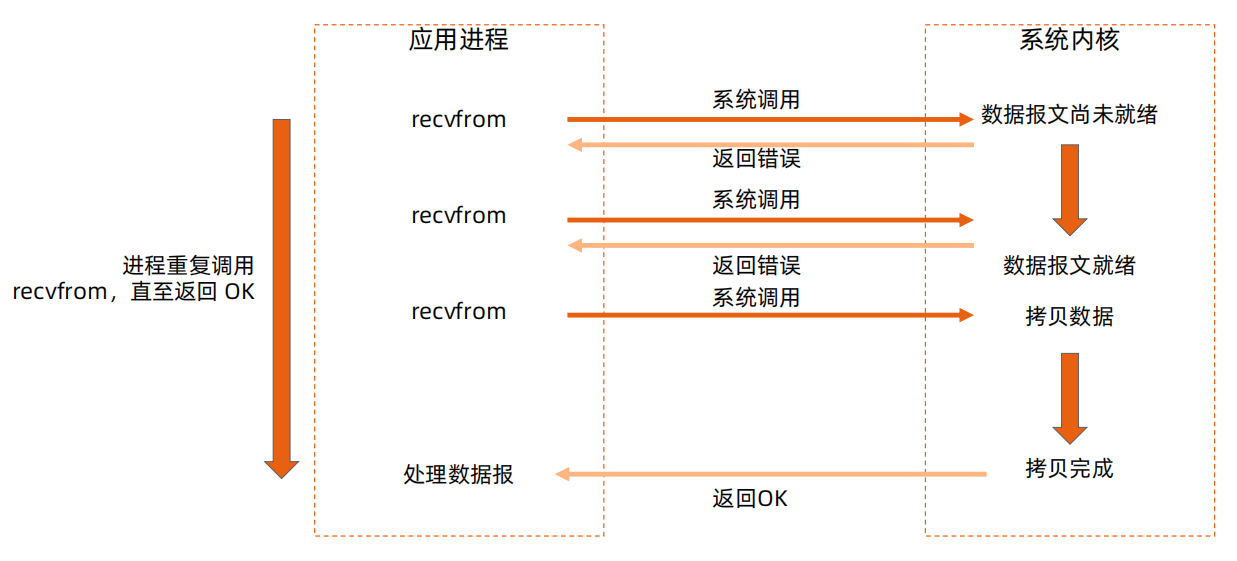 应用进程
系统内核
系统调用
recvfrom
数据报文尚未就绪
返回错误
系统调用
recvfrom
进程重复调用
recvfrom，直至返回 OK
返回错误
数据报文就绪
系统调用
recvfrom
拷贝数据
处理数据报
拷贝完成
返回OK